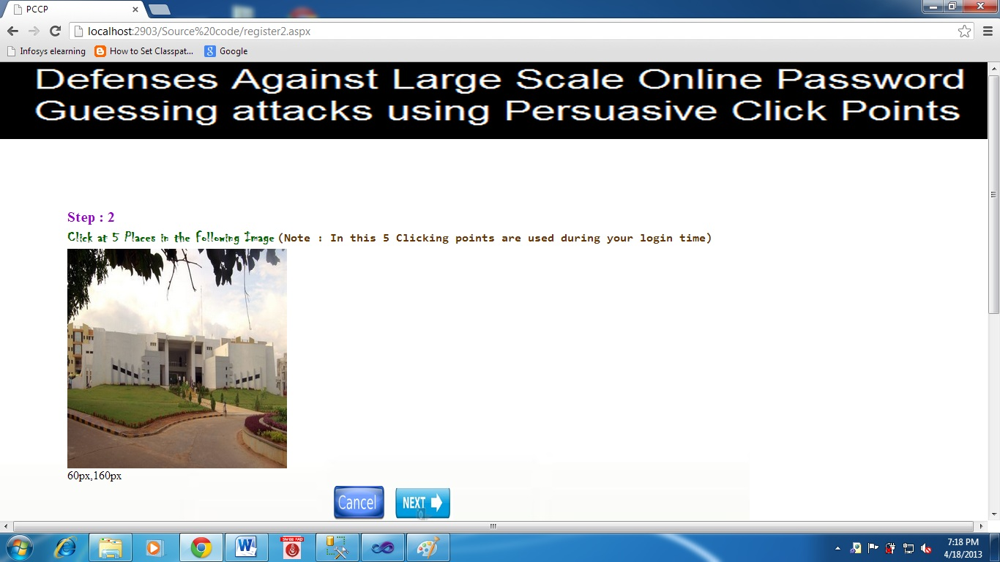 PCCP
localhost:2903/Source%20code/register2.aspx
Infosys elearning How to Set Classpat... Google
Defenses Against Large Scale Online Password
Guessing attacks using Persuasive Click Points
Step : 2
Click at 5 Places in the Following Image (Note : In this 5 Clicking points are used during your login time)
60px,160px
Cancel NEXT
7:18 PM
4/18/2013